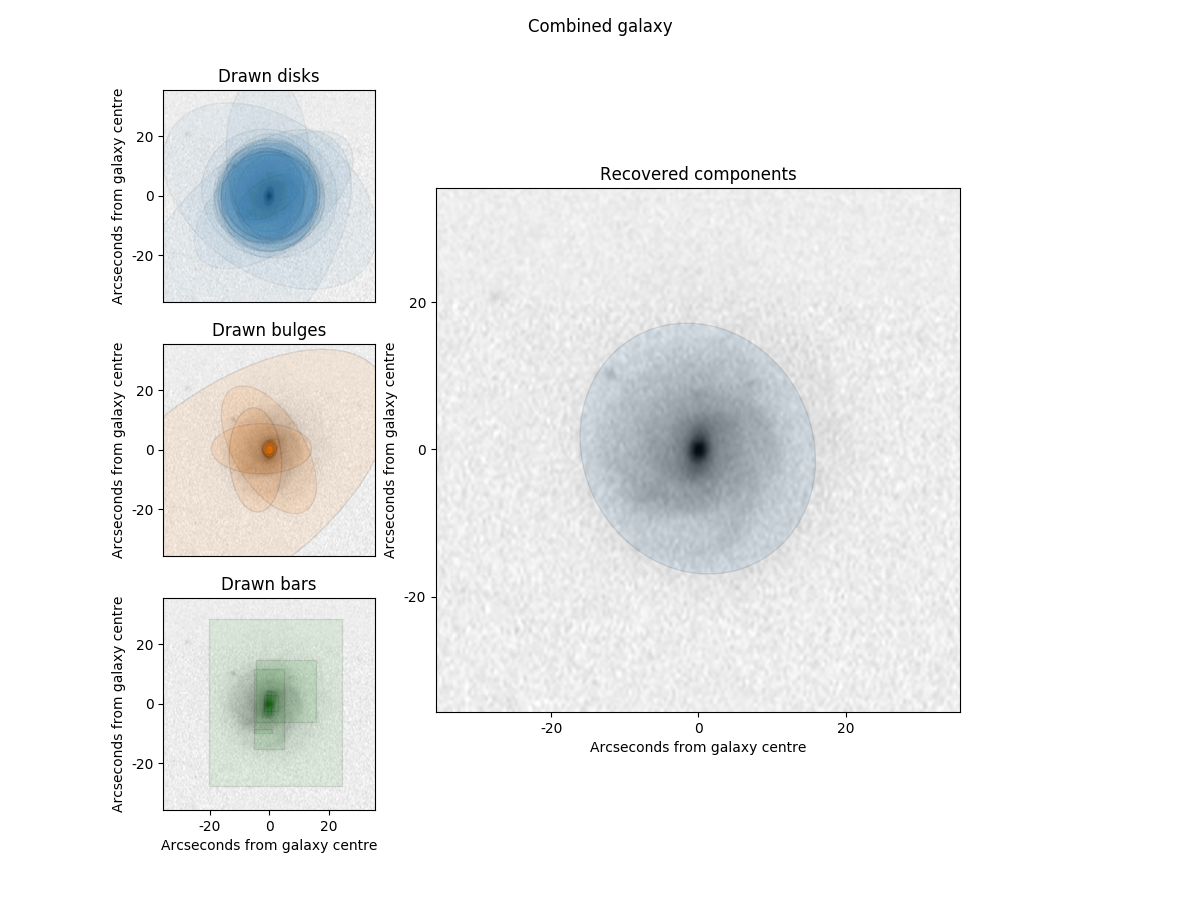 Combined galaxy
Drawn disks
Arcseconds from galaxy centre
20
0
-20
Drawn bulges
Arcseconds from galaxy centre
20
0
-20
Drawn bars
Arcseconds from galaxy centre
20
0
-20
-20 0 20
Arcseconds from galaxy centre
Recovered components
Arcseconds from galaxy centre
20
0
-20
-20 0 20
Arcseconds from galaxy centre